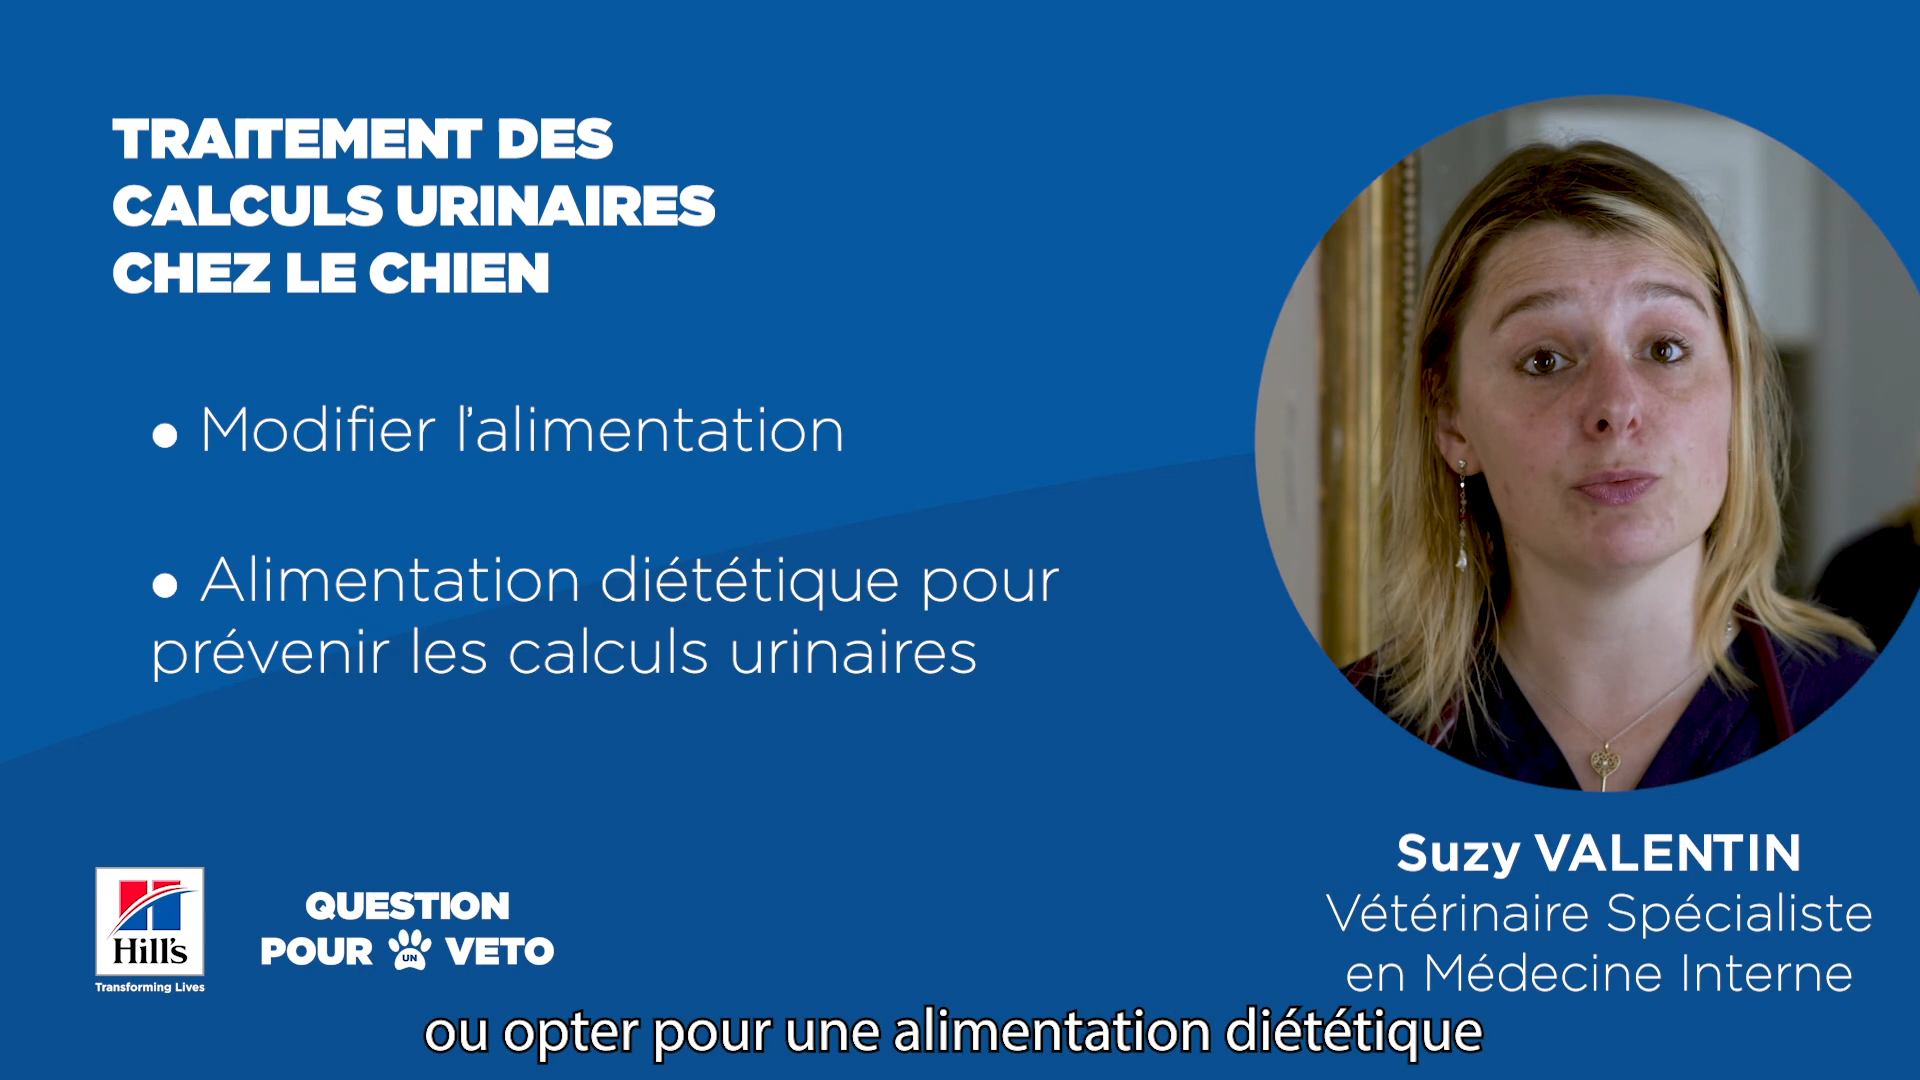 TRAITEMENT DES
CALCULS URINAIRES
CHEZ LE CHIEN
● Modifier l'alimentation
● Alimentation diététique pour
prévenir les calculs urinaires
Suzy VALENTIN
Vétérinaire Spécialiste
en Médecine Interne
Hill's
Transforming Lives
QUESTION
POUR UN VETO
ou opter pour une alimentation diététique